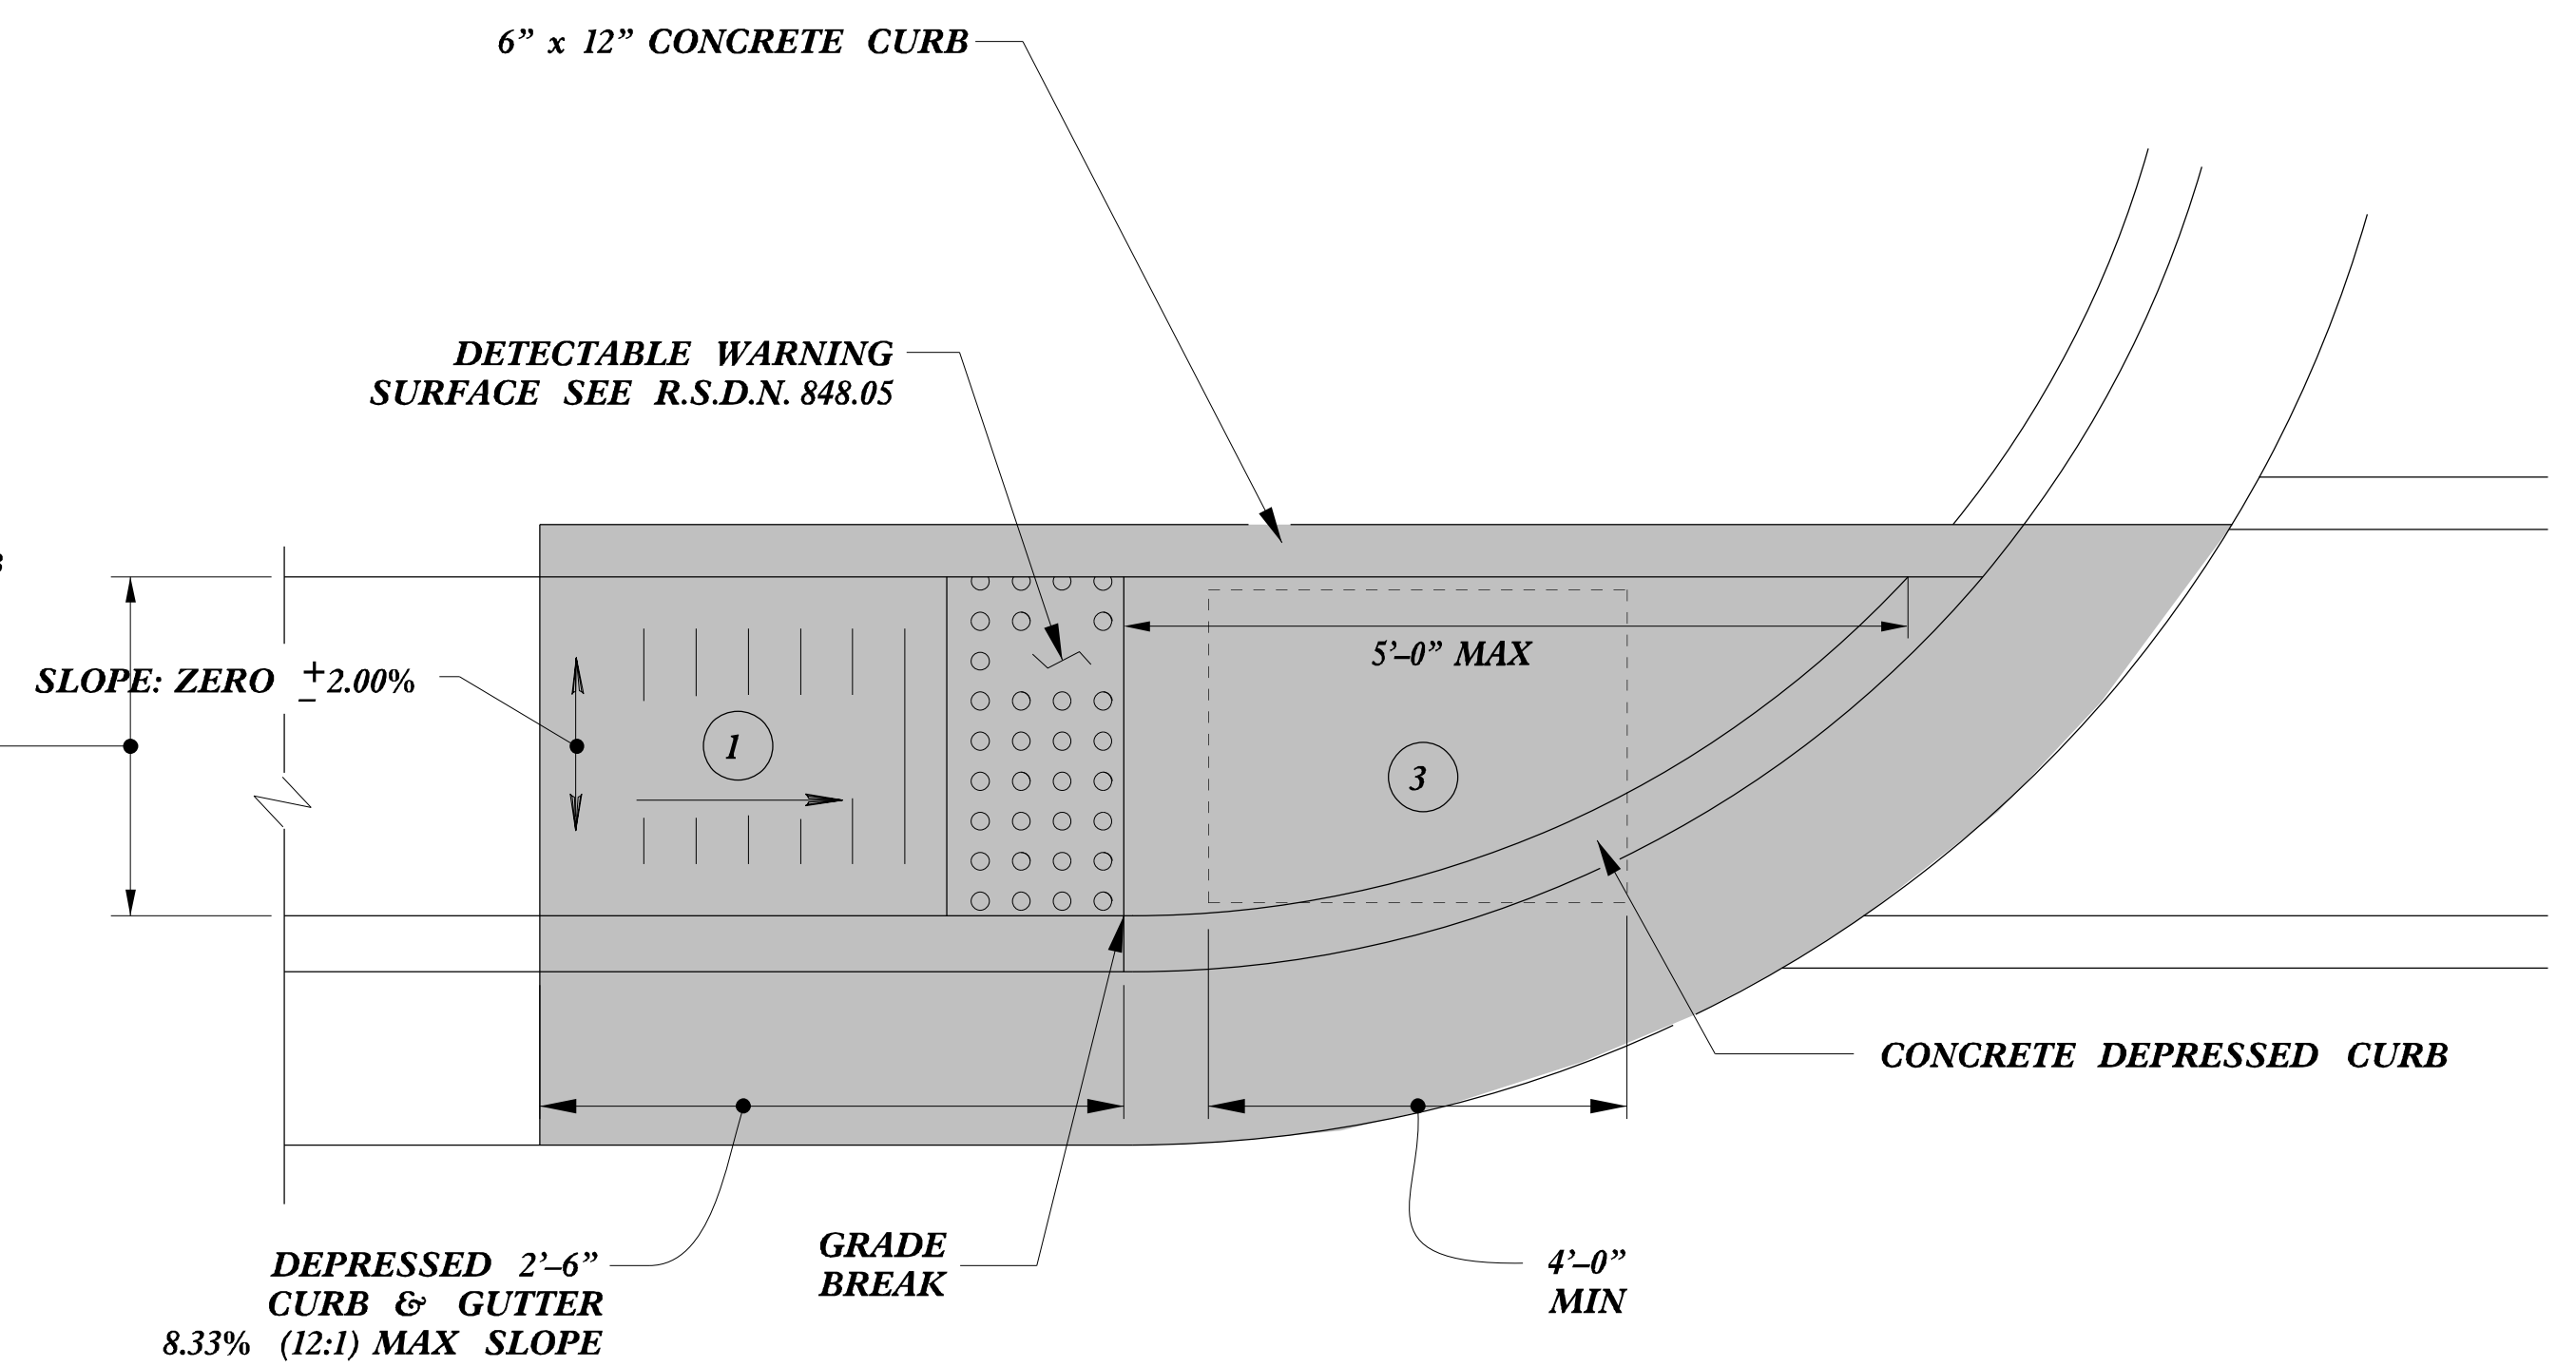 6” x 12” CONCRETE CURB
DETECTABLE WARNING
SURFACE SEE R.S.D.N. 848.05
SLOPE: ZERO ±2.00%
5’–0” MAX
1
3
CONCRETE DEPRESSED CURB
DEPRESSED 2’–6”
CURB & GUTTER
8.33% (12:1) MAX SLOPE
GRADE
BREAK
4’–0”
MIN